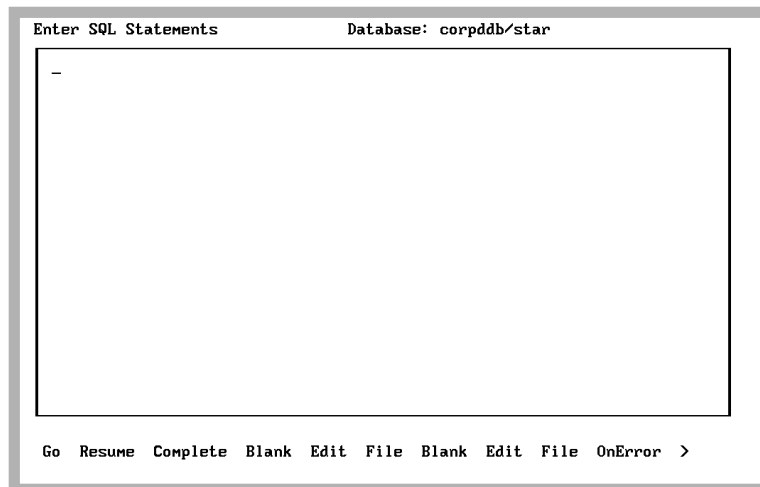 Enter SQL Statements Database: corpddb/star
_
Go Resume Complete Blank Edit File Blank Edit File OnError >